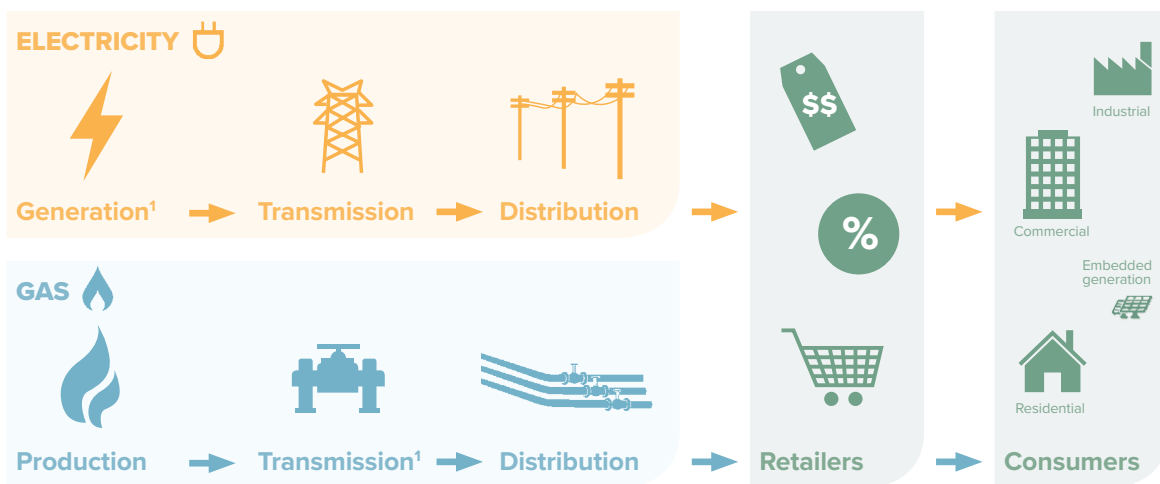 ELECTRICITY
Generation¹
Transmission
Distribution
GAS
Production
Transmission¹
Distribution
$$
%
Retailers
Industrial
Commercial
Embedded
generation
Residential
Consumers